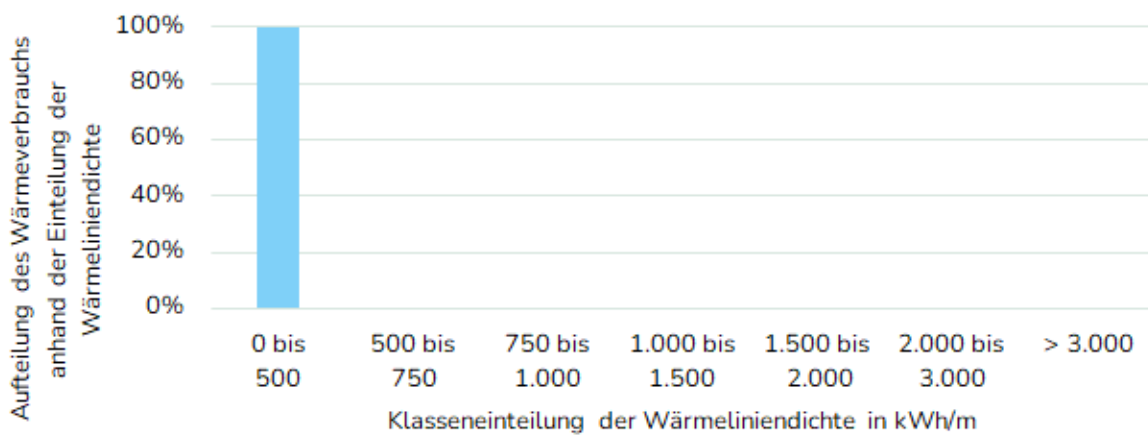 Aufteilung des Wärmeverbrauchs
anhand der Einteilung der
Wärmeliniendichte
100%
80%
60%
40%
20%
0%
0 bis 500 bis 750 bis 1.000 bis 1.500 bis 2.000 bis > 3.000
500 750 1.000 1.500 2.000 3.000
Klasseneinteilung der Wärmeliniendichte in kWh/m